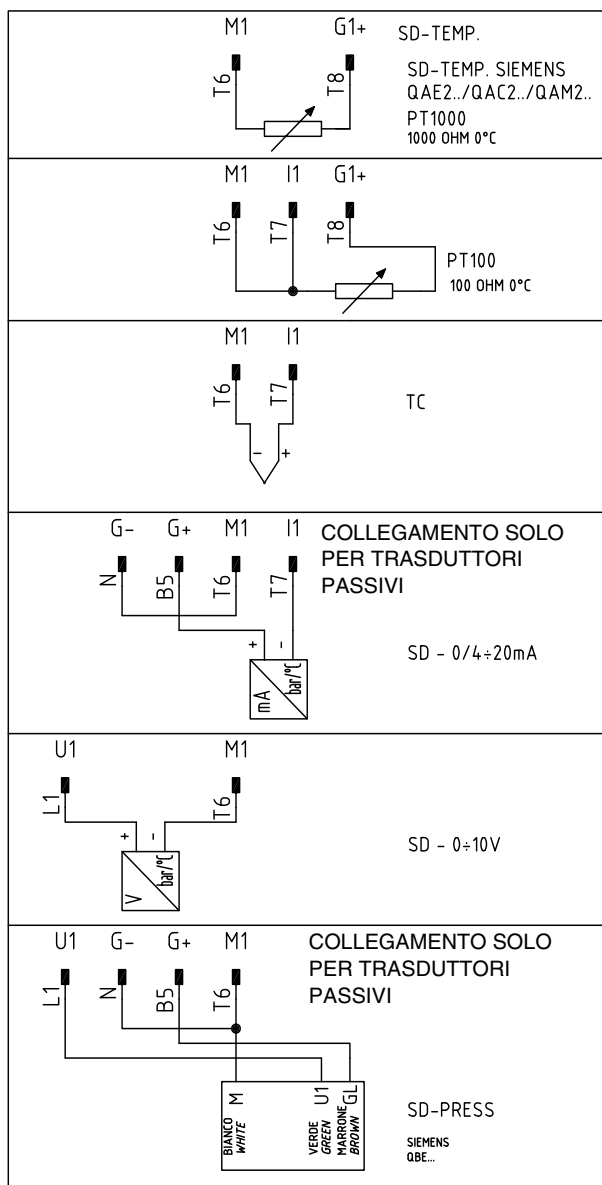 M1 G1+ SD-TEMP.
T6 T8
SD-TEMP. SIEMENS
QAE2../QAC2../QAM2..
PT1000
1000 OHM 0°C
M1 I1 G1+
T6 T7 T8
PT100
100 OHM 0°C
M1 I1
T6 T7
TC
- +
G- G+ M1 I1
COLLEGAMENTO SOLO
PER TRASDUTTORI
PASSIVI
N B5 T6 T7
+ -
mA bar/°C
SD - 0/4÷20mA
U1 M1
L1 T6
+ -
V bar/°C
SD - 0÷10V
U1 G- G+ M1
COLLEGAMENTO SOLO
PER TRASDUTTORI
PASSIVI
L1 N B5 T6
M U1 GL
BIANCO
WHITE
VERDE
GREEN
MARRONE
BROWN
SD-PRESS
SIEMENS
QBE...